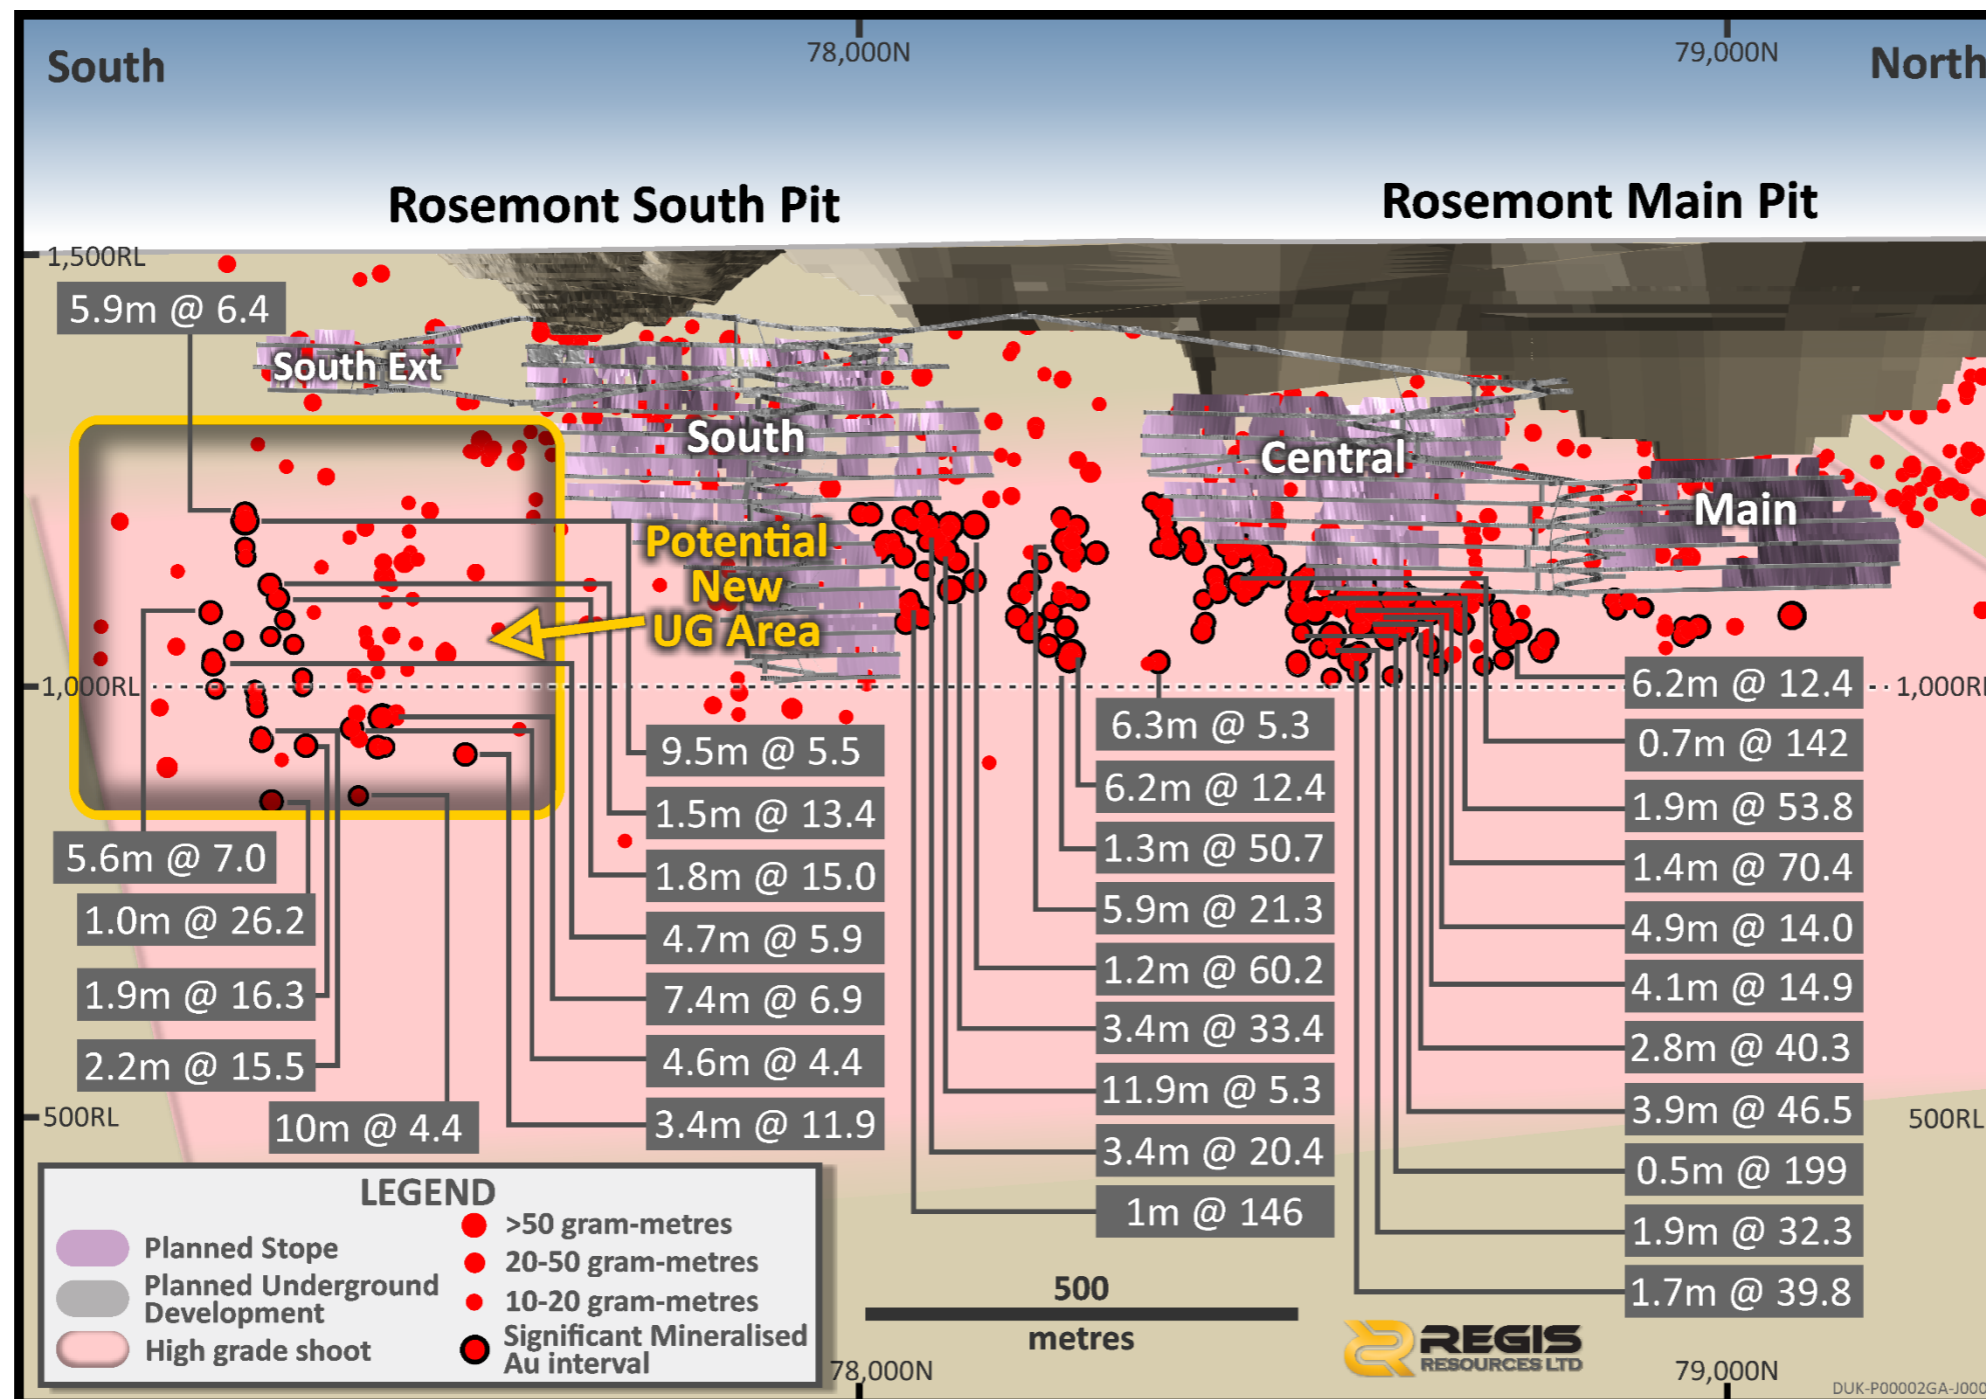 South
78,000N
79,000N
North
Rosemont South Pit
Rosemont Main Pit
1,500RL
5.9m @ 6.4
South Ext
South
Central
Main
Potential
New
UG Area
1,000RL
1,000RL
9.5m @ 5.5
1.5m @ 13.4
1.8m @ 15.0
4.7m @ 5.9
7.4m @ 6.9
4.6m @ 4.4
3.4m @ 11.9
5.6m @ 7.0
1.0m @ 26.2
1.9m @ 16.3
2.2m @ 15.5
10m @ 4.4
6.3m @ 5.3
6.2m @ 12.4
1.3m @ 50.7
5.9m @ 21.3
1.2m @ 60.2
3.4m @ 33.4
11.9m @ 5.3
3.4m @ 20.4
1m @ 146
6.2m @ 12.4
0.7m @ 142
1.9m @ 53.8
1.4m @ 70.4
4.9m @ 14.0
4.1m @ 14.9
2.8m @ 40.3
3.9m @ 46.5
0.5m @ 199
1.9m @ 32.3
1.7m @ 39.8
500RL
500RL
LEGEND
Planned Stope
Planned Underground
Development
High grade shoot
>50 gram-metres
20-50 gram-metres
10-20 gram-metres
Significant Mineralised
Au interval
500
metres
REGIS
RESOURCES LTD
78,000N
79,000N
DUK-P00002GA-J000